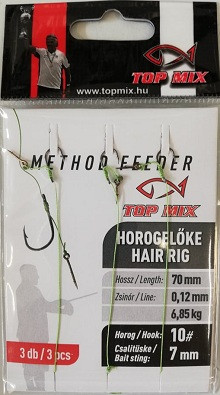 TOP MIX
www.topmix.hu
METHOD FEEDER
TOP MIX
HOROGELŐKE
HAIR RIG
Hossz / Length: 70 mm
Zsinór / Line: 0,12 mm
6,85 kg
Horog / Hook: 10#
Csalitüske / Bait sting: 7 mm
3 db / 3 pcs